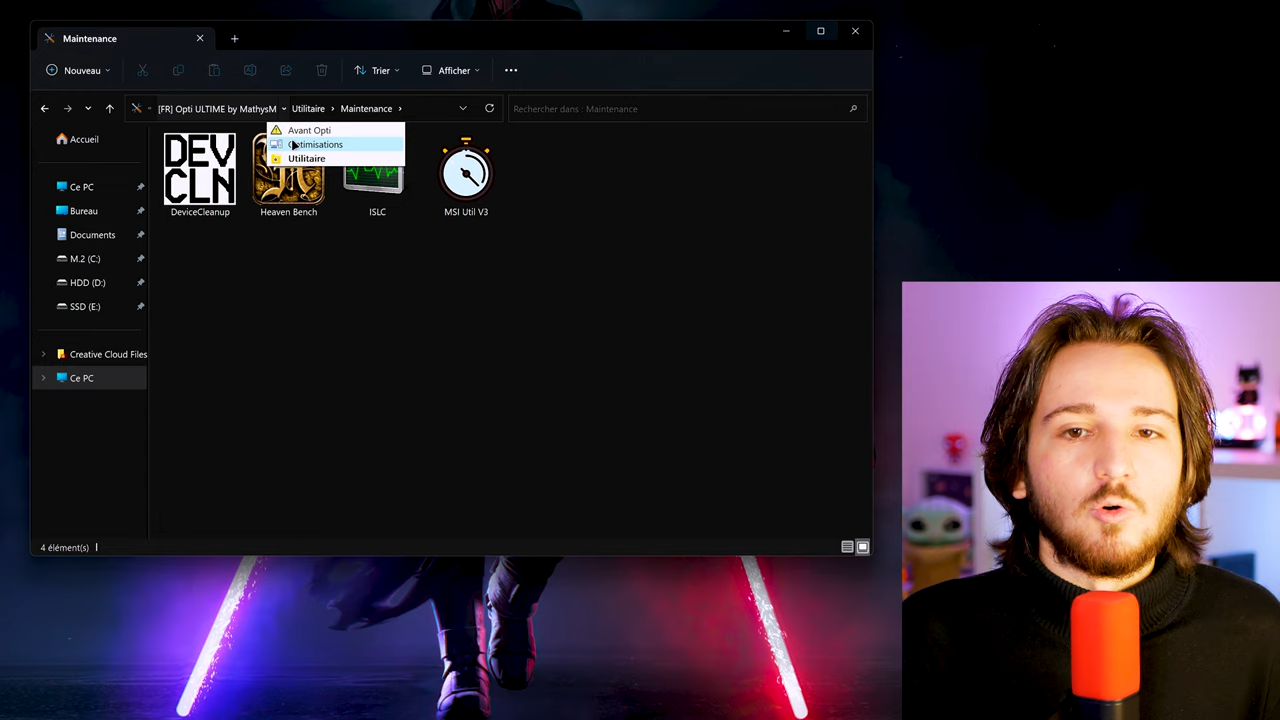 Maintenance
Nouveau
Trier
Afficher
[FR] Opti ULTIME by MathysM
Utilitaire
Maintenance
Rechercher dans : Maintenance
Avant Opti
Optimisations
Utilitaire
Accueil
Ce PC
Bureau
Documents
M.2 (C:)
HDD (D:)
SSD (E:)
Creative Cloud Files
Ce PC
DEV
CLN
DeviceCleanup
Heaven Bench
ISLC
MSI Util V3
4 élément(s)